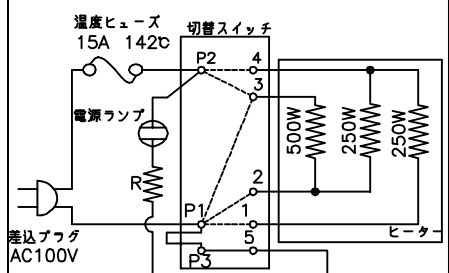 温度ヒューズ
15A 142℃
切替スイッチ
P2
4
3
電源ランプ
500W
250W
250W
R
2
P1
1
5
P3
ヒーター
差込プラグ
AC100V